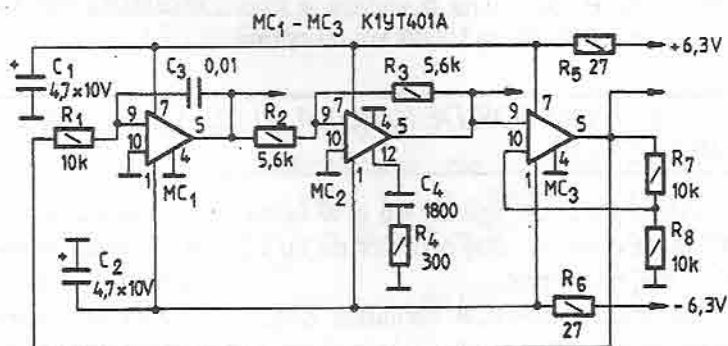 MC1 - MC3 К1УТ401А
C1
4,7×10V
C3 0,01
R1
10k
9
10
7
5
4
1
MC1
R2
5,6k
R3 5,6k
9
10
7
4
5
12
1
MC2
C4
1800
R4
300
9
10
7
5
4
1
MC3
R5
27
+6,3V
R7
10k
R8
10k
C2
4,7×10V
R6
27
-6,3V